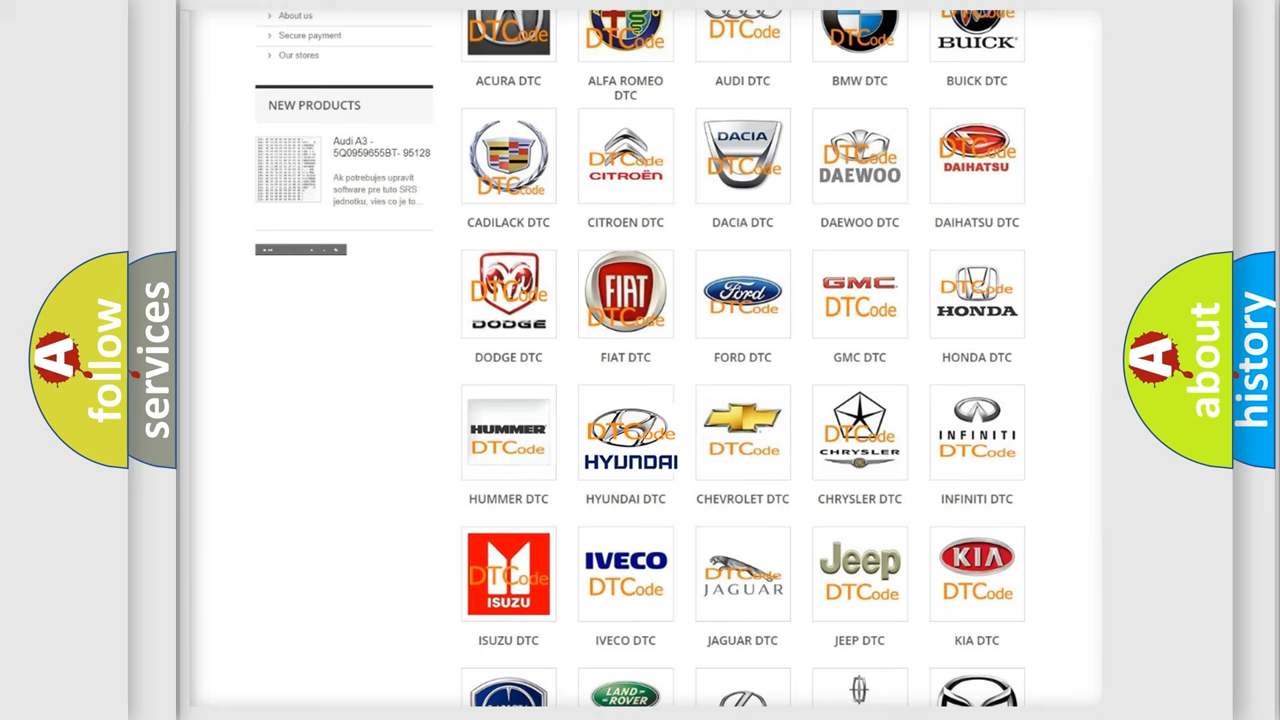 About us
Secure payment
Our stores
NEW PRODUCTS
Audi A3 -
5Q0959655BT- 95128
Ak potrebujes upravit
software pre tuto SRS
jednotku, vies co je to...
DTCode
DTCode
DTCode
DTCode
BUICK
ACURA DTC
ALFA ROMEO
DTC
AUDI DTC
BMW DTC
BUICK DTC
DTCode
DTCode
CITROËN
DACIA
DTCode
DTCode
DAEWOO
DTCode
DAIHATSU
CADILACK DTC
CITROEN DTC
DACIA DTC
DAEWOO DTC
DAIHATSU DTC
DTCode
DODGE
FIAT
DTCode
Ford
DTCode
GMC
DTCode
DTCode
HONDA
DODGE DTC
FIAT DTC
FORD DTC
GMC DTC
HONDA DTC
HUMMER
DTCode
DTCode
HYUNDAI
DTCode
DTCode
CHRYSLER
INFINITI
DTCode
HUMMER DTC
HYUNDAI DTC
CHEVROLET DTC
CHRYSLER DTC
INFINITI DTC
DTCode
ISUZU
IVECO
DTCode
DTCode
JAGUAR
Jeep
DTCode
KIA
DTCode
ISUZU DTC
IVECO DTC
JAGUAR DTC
JEEP DTC
KIA DTC
LAND-
ROVER
A follow
services
A about
history